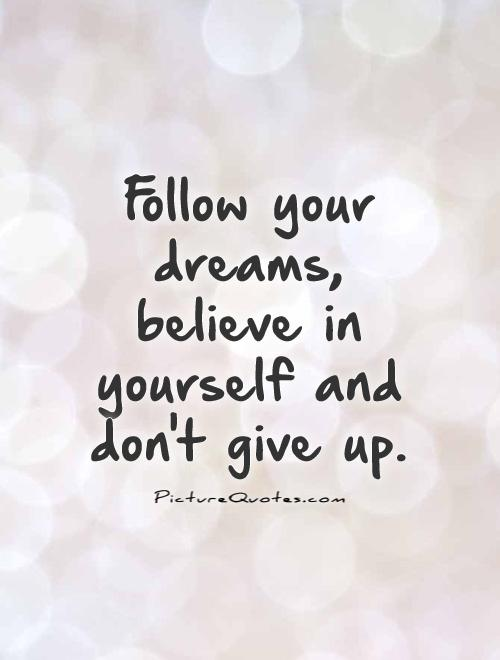 Follow your
dreams,
believe in
yourself and
don't give up.
PictureQuotes.com